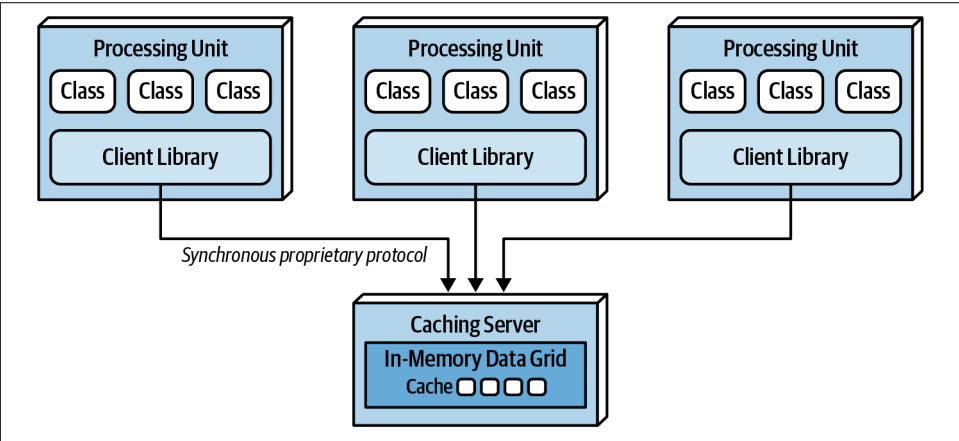 Processing Unit
Class Class Class
Client Library
Processing Unit
Class Class Class
Client Library
Processing Unit
Class Class Class
Client Library
Synchronous proprietary protocol
Caching Server
In-Memory Data Grid
Cache